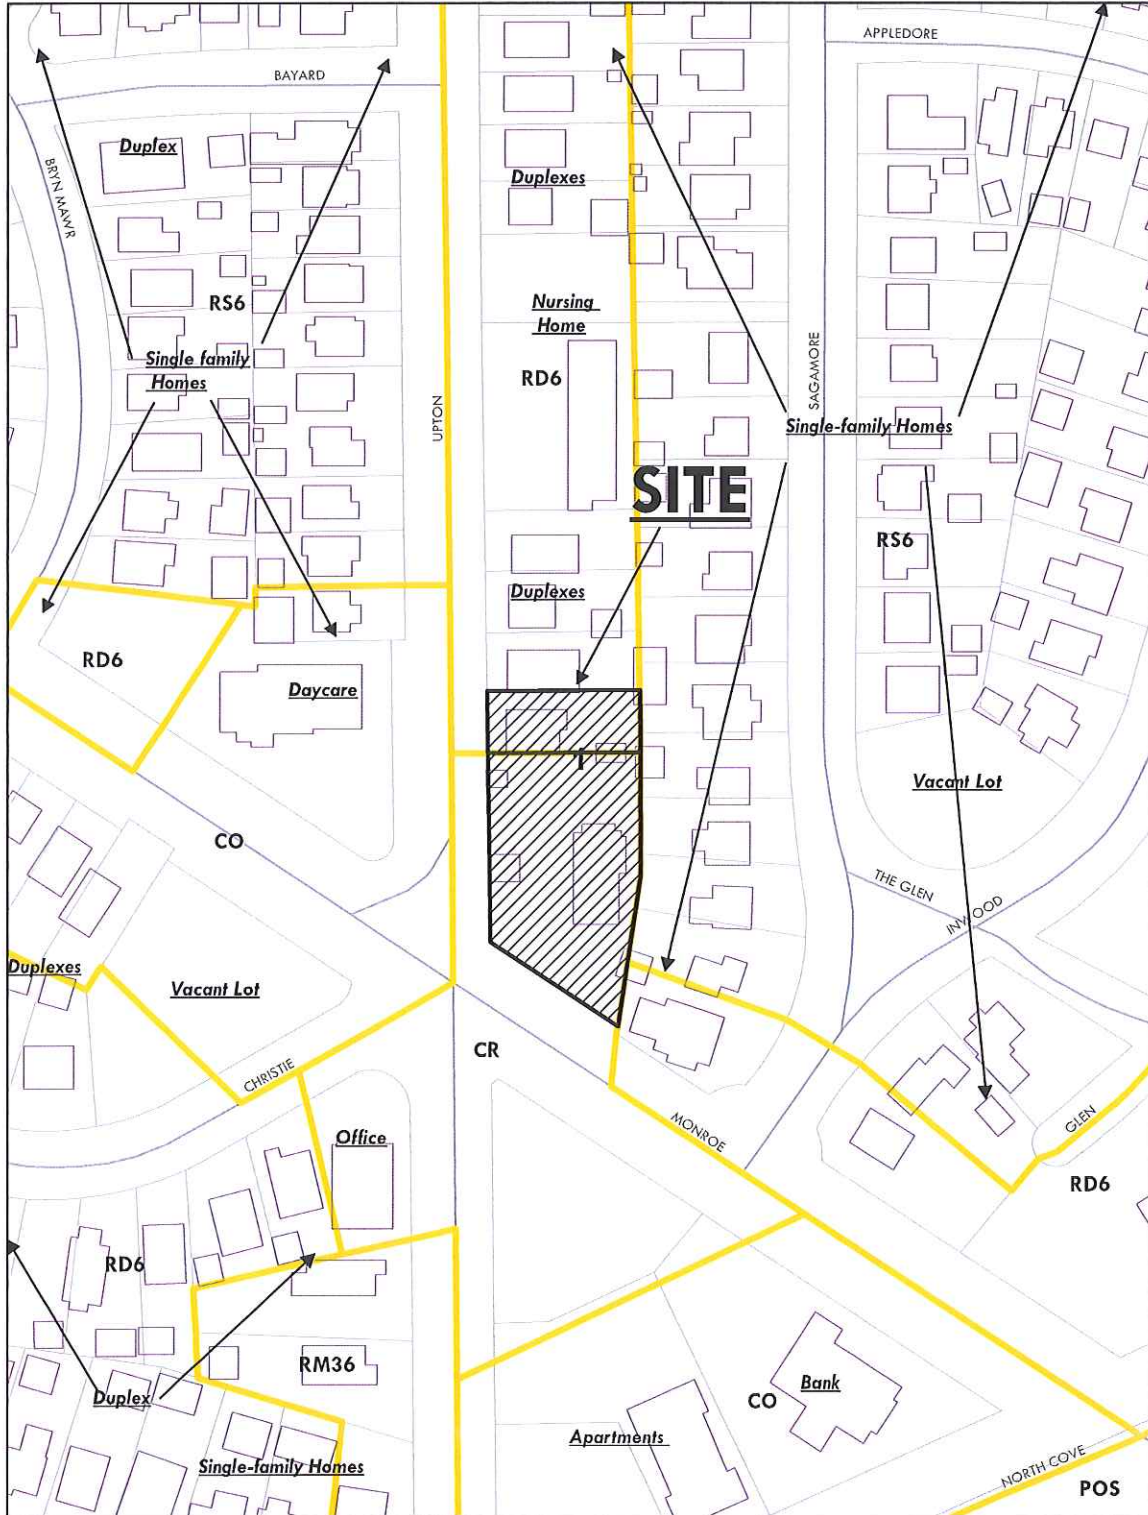 APPLEDORE
BAYARD
Duplex
BRYN MAWR
Duplexes
RS6
Nursing
Home
Single family
Homes
RD6
UPTON
SAGAMORE
Single-family Homes
SITE
RS6
Duplexes
RD6
Daycare
1
Vacant Lot
CO
THE GLEN
INWOOD
Duplexes
Vacant Lot
CR
CHRISTIE
MONROE
GLEN
Office
RD6
RD6
RM36
Duplex
CO
Bank
Apartments
Single-family Homes
NORTH COVE
POS